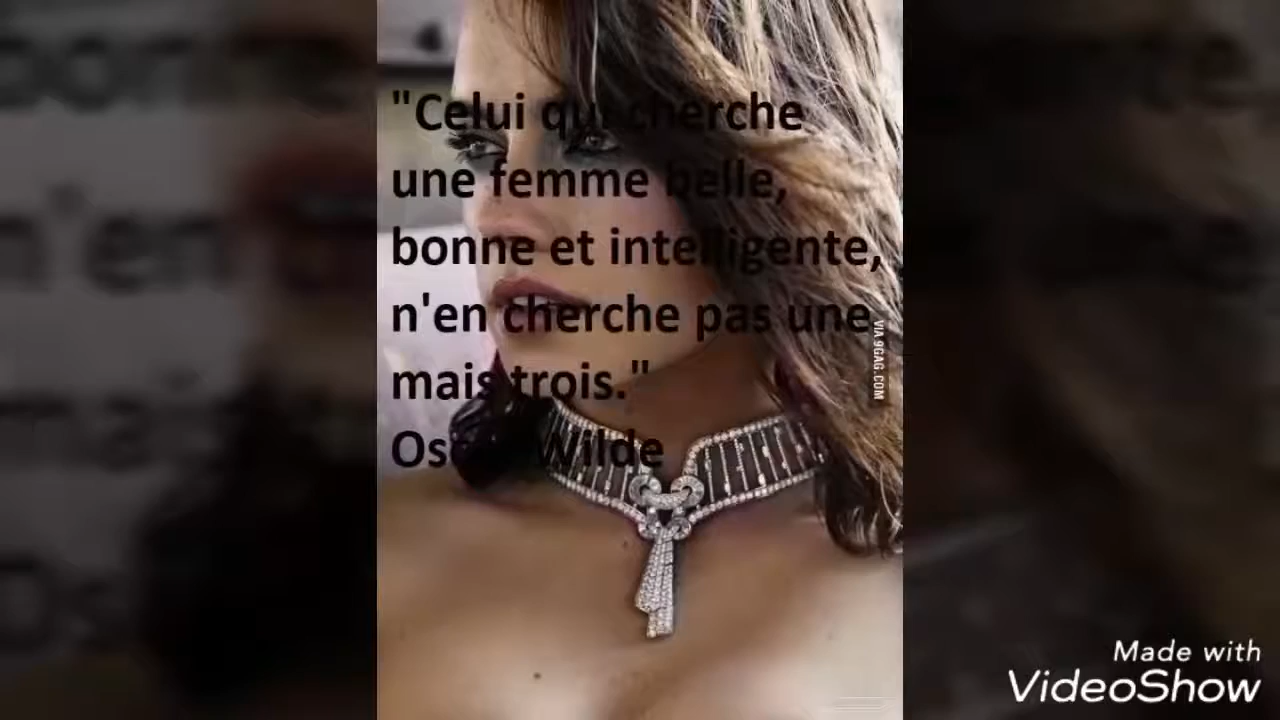 "Celui qui cherche
une femme belle,
bonne et intelligente,
n'en cherche pas une
mais trois."
Oscar Wilde
VIA 9GAG.COM
Made with
VideoShow